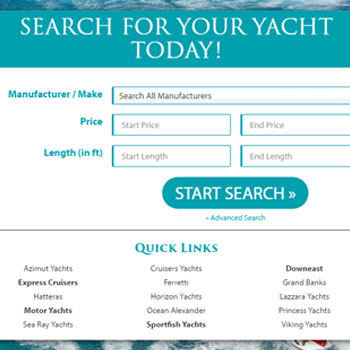 SEARCH FOR YOUR YACHT
TODAY!
Manufacturer / Make Search All Manufacturers
Price Start Price End Price
Length (in ft) Start Length End Length
START SEARCH »
» Advanced Search
QUICK LINKS
Azimut Yachts Cruisers Yachts Downeast
Express Cruisers Ferretti Grand Banks
Hatteras Horizon Yachts Lazzara Yachts
Motor Yachts Ocean Alexander Princess Yachts
Sea Ray Yachts Sportfish Yachts Viking Yachts